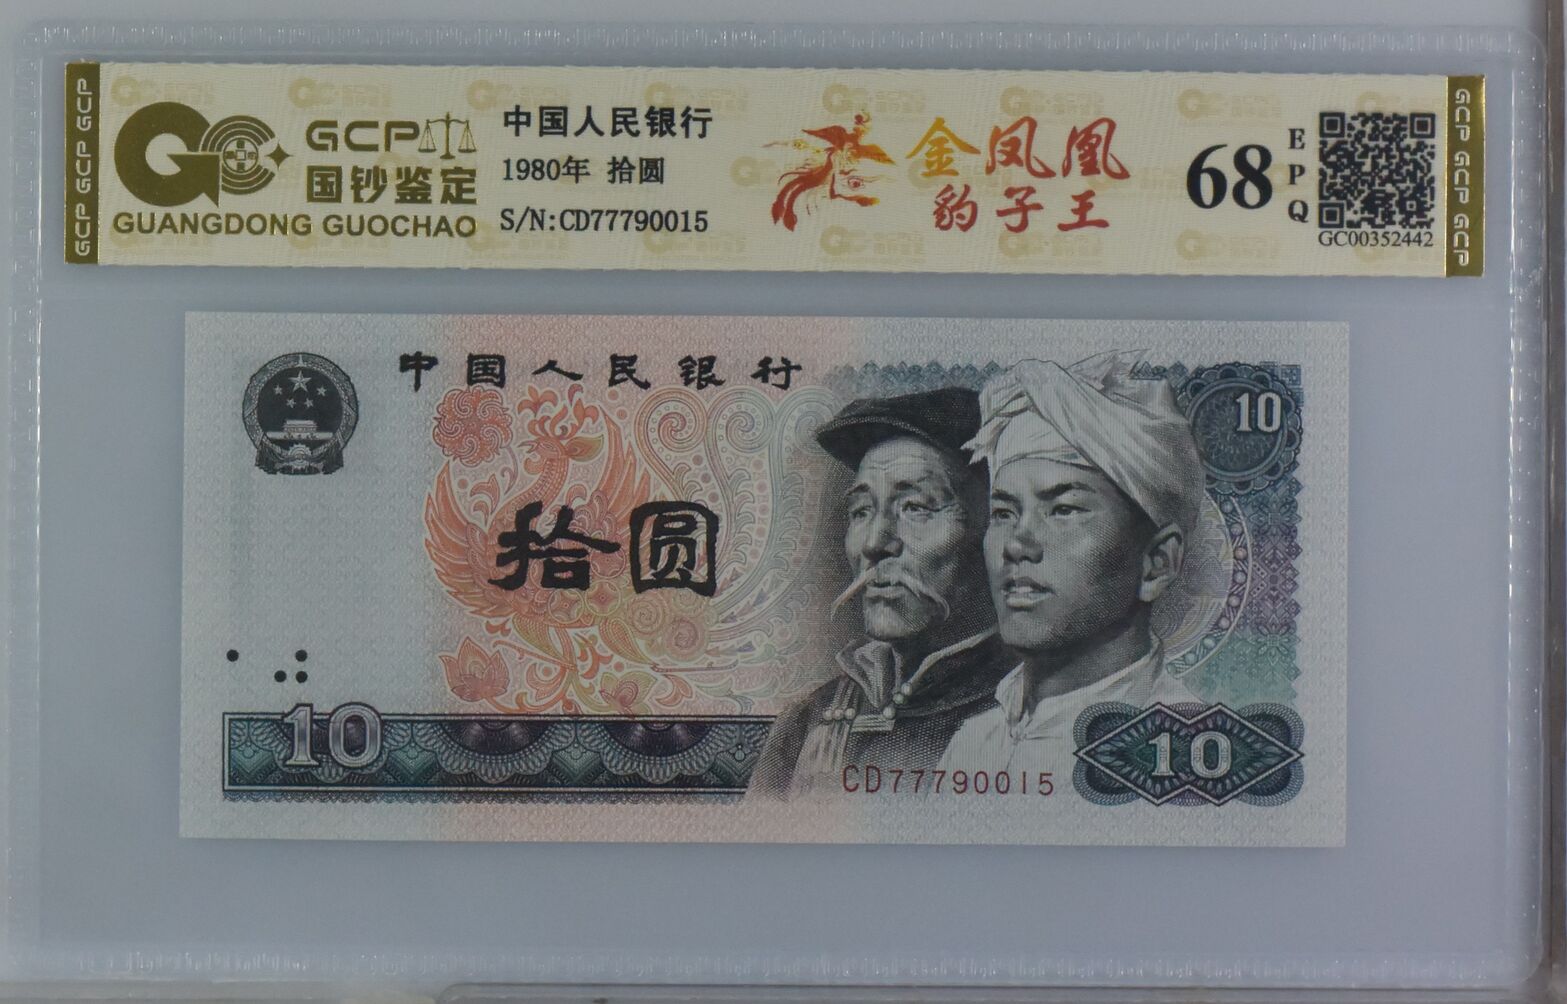 GCP GCP GCP
GCP
国钞鉴定
GUANGDONG GUOCHAO
中国人民银行
1980年 拾圆
S/N:CD77790015
金凤凰
豹子王
68
EPQ
GC00352442
GCP GCP GCP
中国人民银行
10
拾圆
10
CD77790015
10